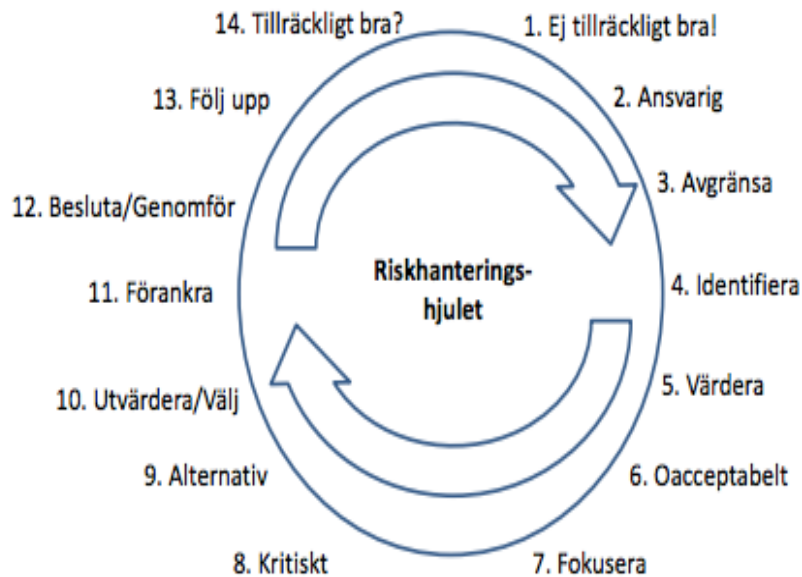 14. Tillräckligt bra?
1. Ej tillräckligt bra!
2. Ansvarig
3. Avgränsa
4. Identifiera
5. Värdera
6. Oacceptabelt
7. Fokusera
8. Kritiskt
9. Alternativ
10. Utvärdera/Välj
11. Förankra
12. Besluta/Genomför
13. Följ upp
Riskhanterings-
hjulet